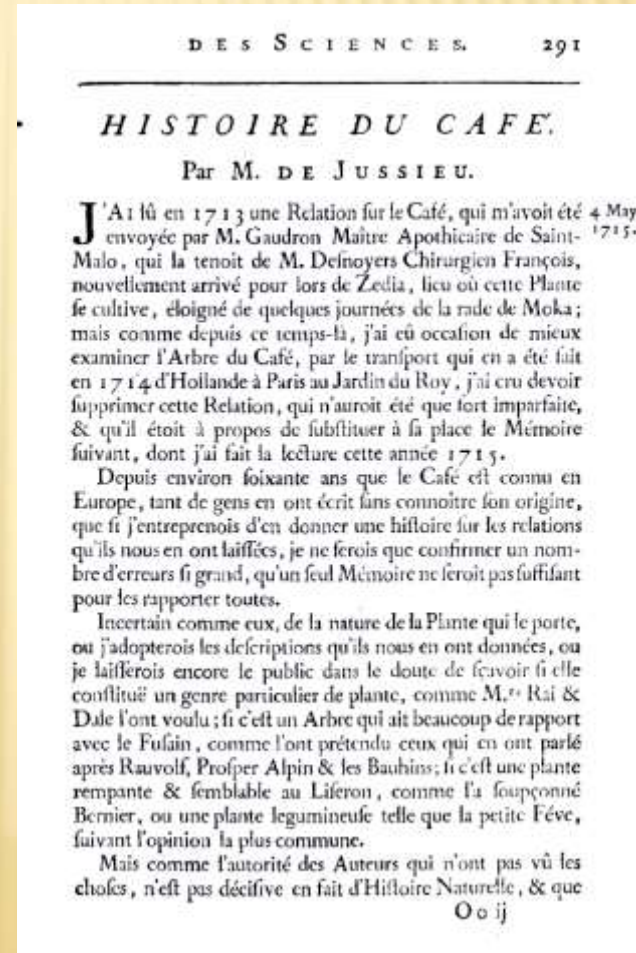 DES SCIENCES. 291
HISTOIRE DU CAFÉ.
Par M. DE JUSSIEU.
J'AI lû en 1713 une Relation ſur le Café, qui m'avoit été 4 May
envoyée par M. Gaudron Maître Apothicaire de Saint- 1715.
Malo, qui la tenoit de M. Deſnoyers Chirurgien François,
nouvellement arrivé pour lors de Zedia, lieu où cette Plante
ſe cultive, éloigné de quelques journées de la rade de Moka;
mais comme depuis ce temps-là, j'ai eû occaſion de mieux
examiner l'Arbre du Café, par le tranſport qui en a été fait
en 1714 d'Hollande à Paris au Jardin du Roy, j'ai cru devoir
ſupprimer cette Relation, qui n'auroit été que fort imparfaite,
& qu'il étoit à propos de ſubſtituer à ſa place le Mémoire
ſuivant, dont j'ai fait la lecture cette année 1715.
Depuis environ ſoixante ans que le Café eſt connu en
Europe, tant de gens en ont écrit ſans connoître ſon origine,
que ſi j'entreprenois d'en donner une hiſtoire ſur les relations
qu'ils nous en ont laiſſées, je ne ſerois que confirmer un nom-
bre d'erreurs ſi grand, qu'un ſeul Mémoire ne ſeroit pas ſuffiſant
pour les rapporter toutes.
Incertain comme eux, de la nature de la Plante qui le porte,
ou j'adopterois les deſcriptions qu'ils nous en ont données, ou
je laiſſerois encore le public dans le doute de ſçavoir ſi elle
conſtituë un genre particulier de plante, comme M.rs Rai &
Dale l'ont voulu; ſi c'eſt un Arbre qui ait beaucoup de rapport
avec le Fuſain, comme l'ont prétendu ceux qui en ont parlé
après Rauvolf, Proſper Alpin & les Bauhins; ſi c'eſt une plante
rempante & ſemblable au Liſeron, comme l'a ſoupçonné
Bernier, ou une plante legumineuſe telle que la petite Féve,
ſuivant l'opinion la plus commune.
Mais comme l'autorité des Auteurs qui n'ont pas vû les
choſes, n'eſt pas déciſive en fait d'Hiſtoire Naturelle, & que
Oo ij